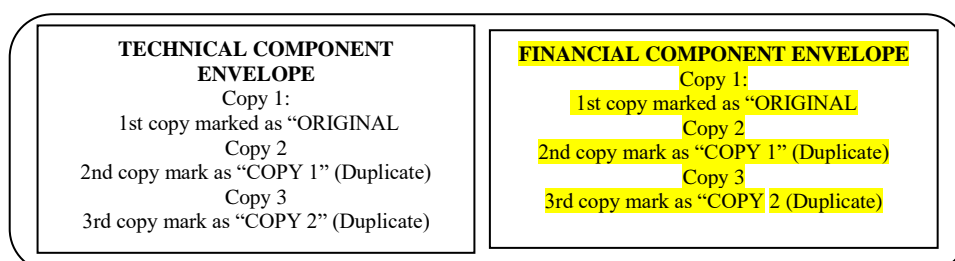 TECHNICAL COMPONENT
ENVELOPE
Copy 1:
1st copy marked as “ORIGINAL
Copy 2
2nd copy mark as “COPY 1” (Duplicate)
Copy 3
3rd copy mark as “COPY 2” (Duplicate)
FINANCIAL COMPONENT ENVELOPE
Copy 1:
1st copy marked as “ORIGINAL
Copy 2
2nd copy mark as “COPY 1” (Duplicate)
Copy 3
3rd copy mark as “COPY 2 (Duplicate)